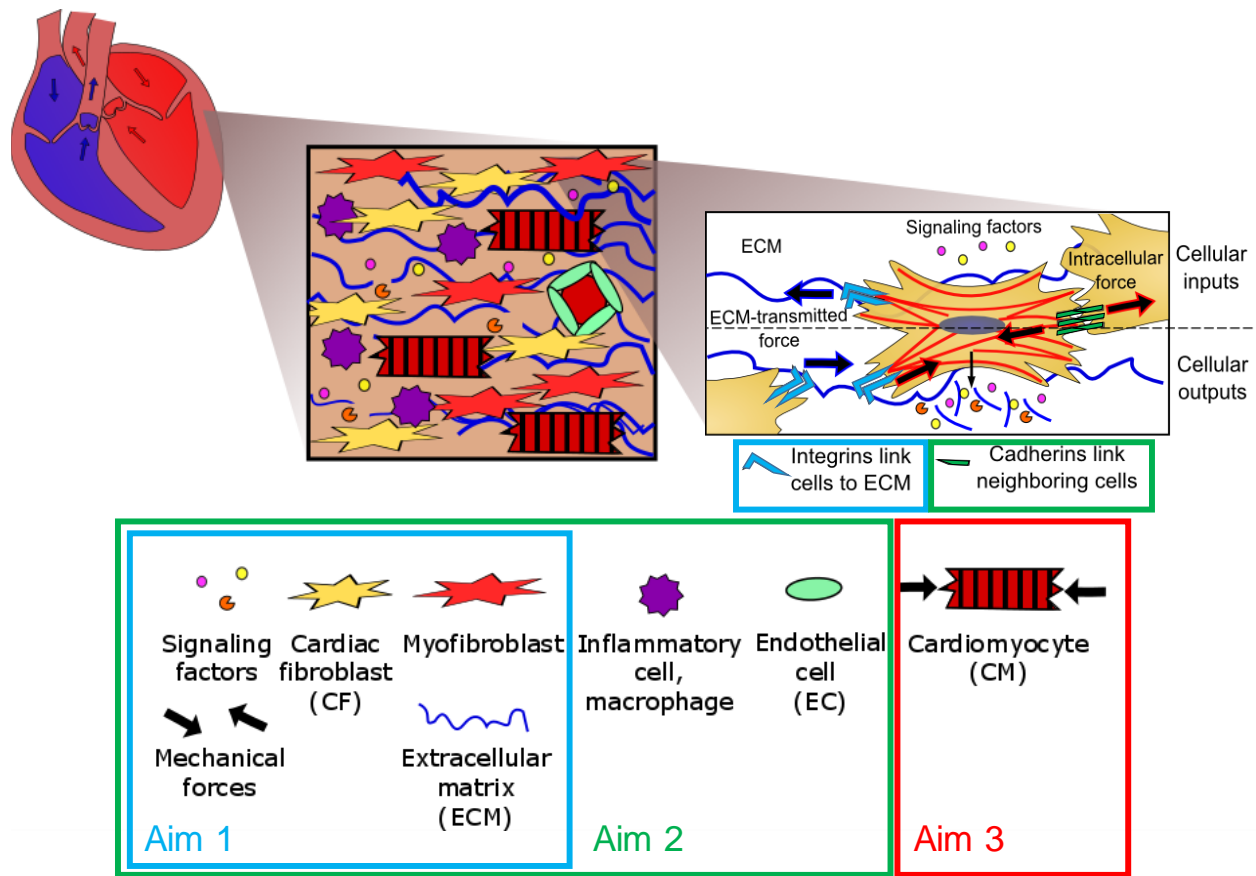 ECM
Signaling factors
Intracellular
force
ECM-transmitted
force
Cellular
inputs
Cellular
outputs
Integrins link
cells to ECM
Cadherins link
neighboring cells
Signaling
factors
Cardiac
fibroblast
(CF)
Myofibroblast
Inflammatory
cell,
macrophage
Endothelial
cell
(EC)
Cardiomyocyte
(CM)
Mechanical
forces
Extracellular
matrix
(ECM)
Aim 1
Aim 2
Aim 3